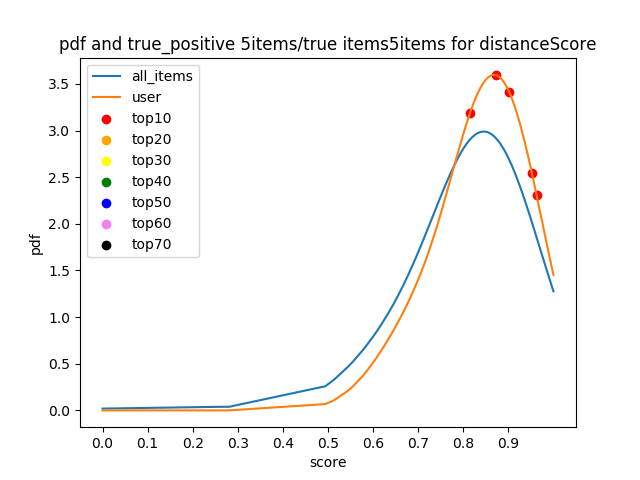 pdf and true_positive 5items/true items5items for distanceScore
all_items
user
top10
top20
top30
top40
top50
top60
top70
pdf
3.5
3.0
2.5
2.0
1.5
1.0
0.5
0.0
0.0 0.1 0.2 0.3 0.4 0.5 0.6 0.7 0.8 0.9
score